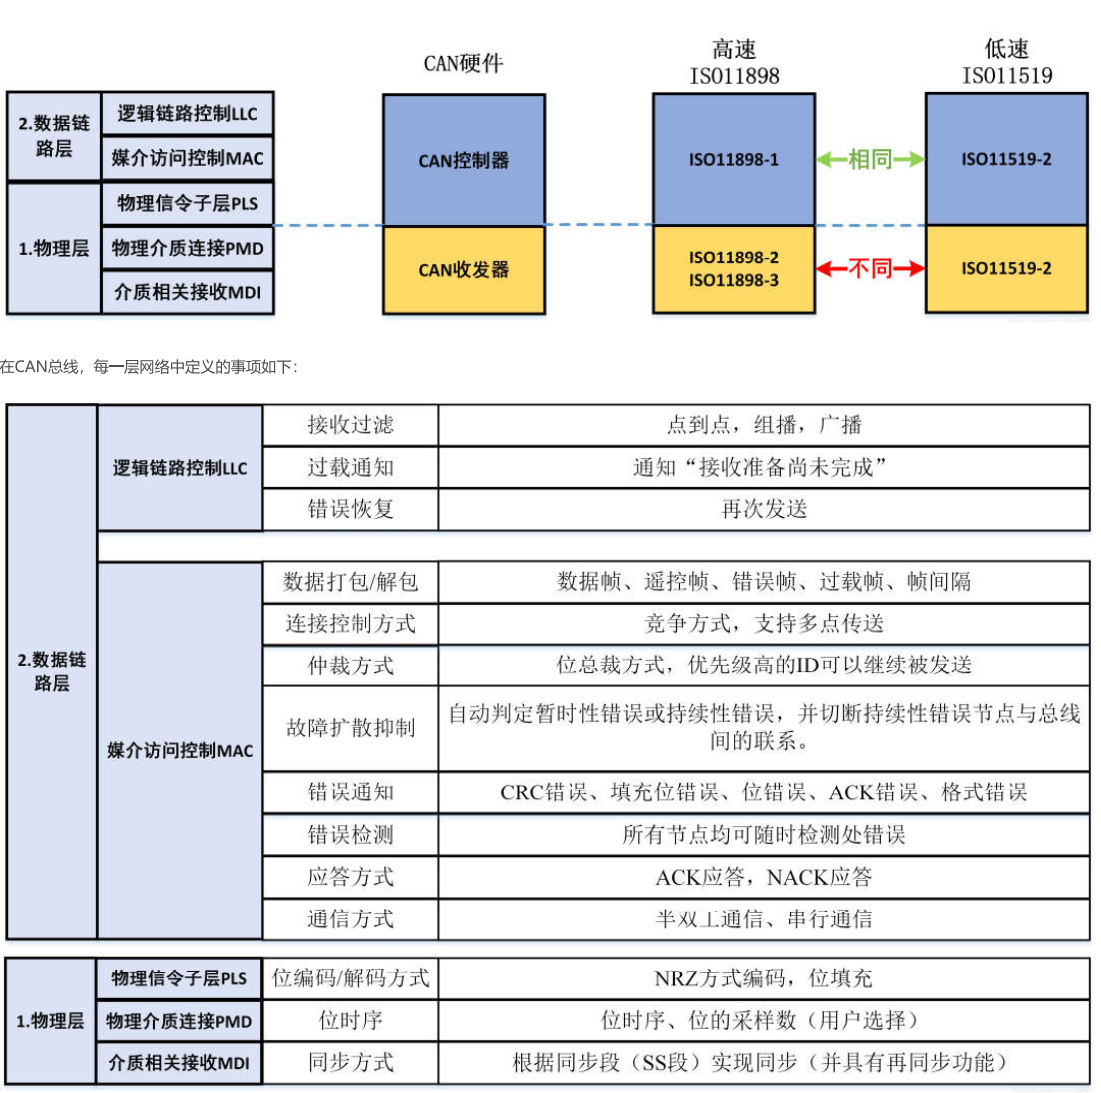 CAN硬件
高速
ISO11898
低速
ISO11519
2.数据链
路层
逻辑链路控制LLC
媒介访问控制MAC
1.物理层
物理信令子层PLS
物理介质连接PMD
介质相关接收MDI
CAN控制器
CAN收发器
ISO11898-1
ISO11898-2
ISO11898-3
相同
不同
ISO11519-2
ISO11519-2
在CAN总线，每一层网络中定义的事项如下：
2.数据链
路层
逻辑链路控制LLC
接收过滤 点到点，组播，广播
过载通知 通知“接收准备尚未完成”
错误恢复 再次发送
媒介访问控制MAC
数据打包/解包 数据帧、遥控帧、错误帧、过载帧、帧间隔
连接控制方式 竞争方式，支持多点传送
仲裁方式 位总裁方式，优先级高的ID可以继续被发送
故障扩散抑制 自动判定暂时性错误或持续性错误，并切断持续性错误节点与总线
间的联系。
错误通知 CRC错误、填充位错误、位错误、ACK错误、格式错误
错误检测 所有节点均可随时检测处错误
应答方式 ACK应答，NACK应答
通信方式 半双工通信、串行通信
1.物理层
物理信令子层PLS 位编码/解码方式 NRZ方式编码，位填充
物理介质连接PMD 位时序 位时序、位的采样数（用户选择）
介质相关接收MDI 同步方式 根据同步段（SS段）实现同步（并具有再同步功能）